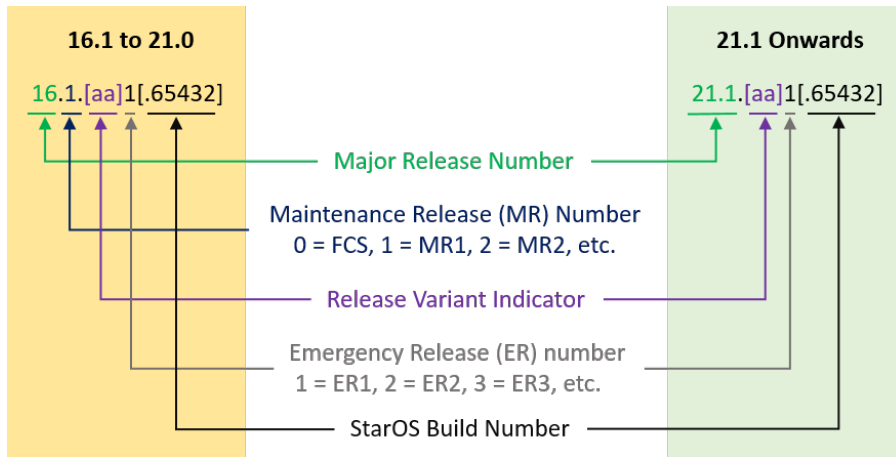 16.1 to 21.0
21.1 Onwards
16.1.[aa]1[.65432]
21.1.[aa]1[.65432]
Major Release Number
Maintenance Release (MR) Number
0 = FCS, 1 = MR1, 2 = MR2, etc.
Release Variant Indicator
Emergency Release (ER) number
1 = ER1, 2 = ER2, 3 = ER3, etc.
StarOS Build Number